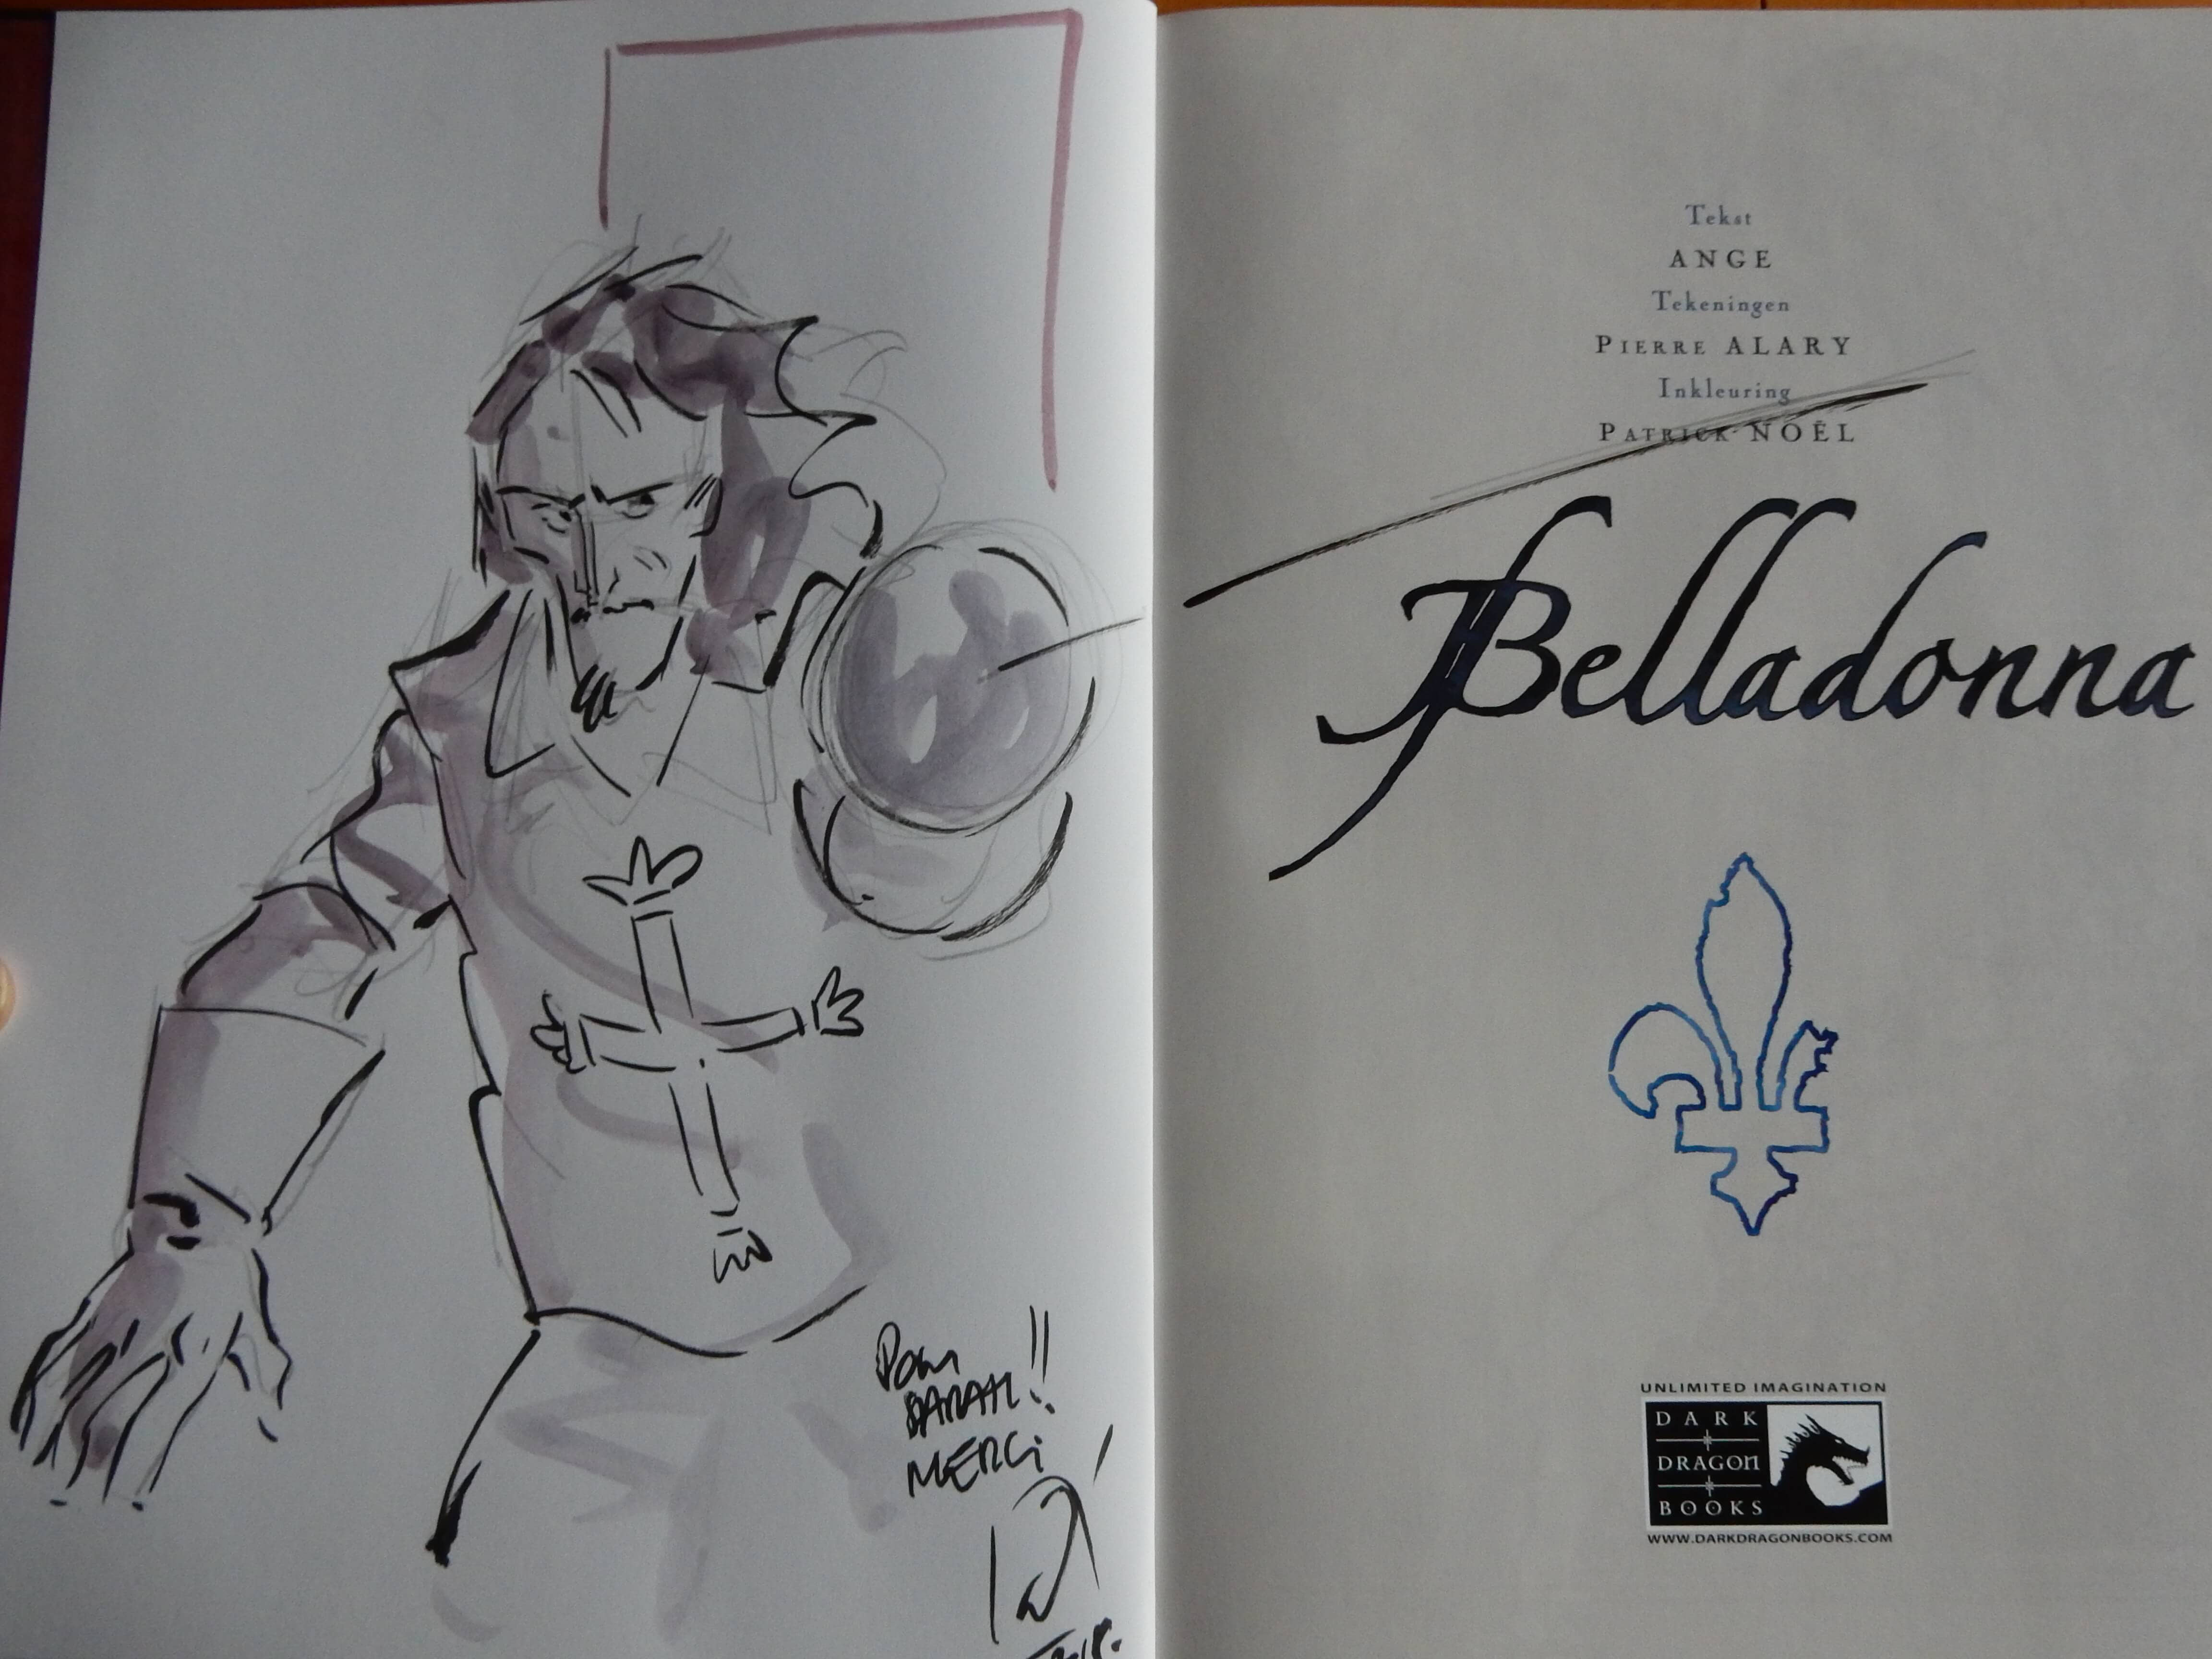 Pour
SARAH!!
MERCi
Tekst
ANGE
Tekeningen
PIERRE ALARY
Inkleuring
PATRICK NOËL
Belladonna
UNLIMITED IMAGINATION
DARK
DRAGON
BOOKS
WWW.DARKDRAGONBOOKS.COM